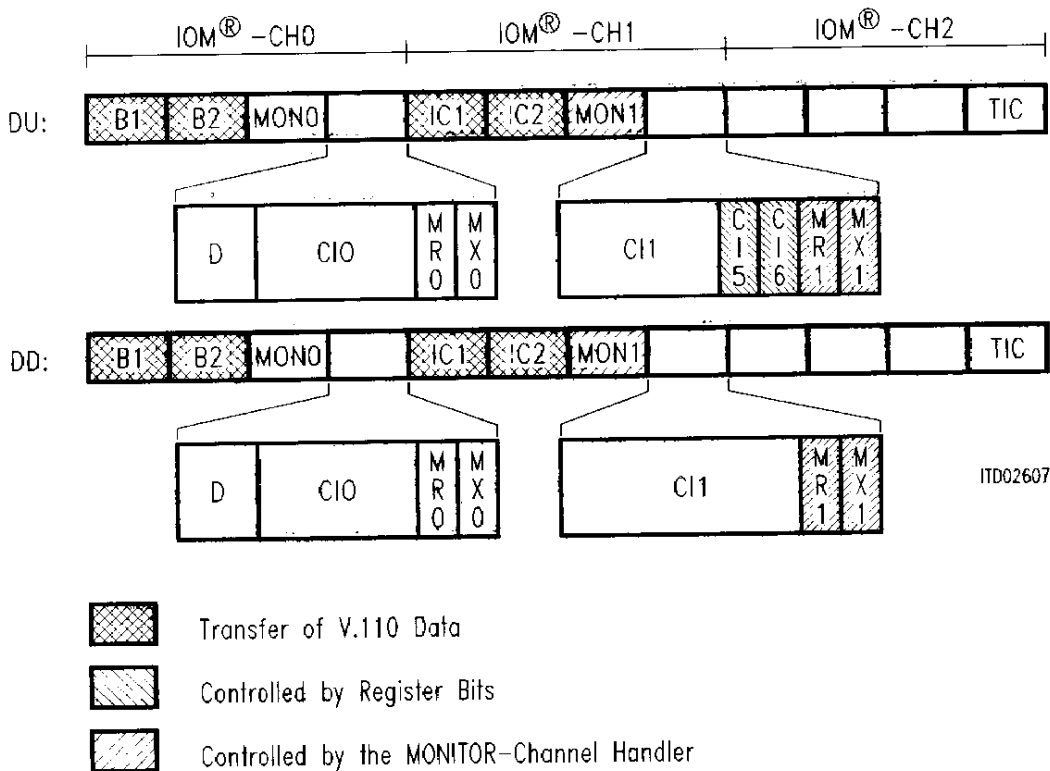 IOM® -CH0 IOM® -CH1 IOM® -CH2
DU: B1 B2 MON0 IC1 IC2 MON1 TIC
D CI0 MR0 MX0 CI1 CI5 CI6 MR1 MX1
DD: B1 B2 MON0 IC1 IC2 MON1 TIC
D CI0 MR0 MX0 CI1 MR1 MX1
ITD02607
Transfer of V.110 Data
Controlled by Register Bits
Controlled by the MONITOR-Channel Handler